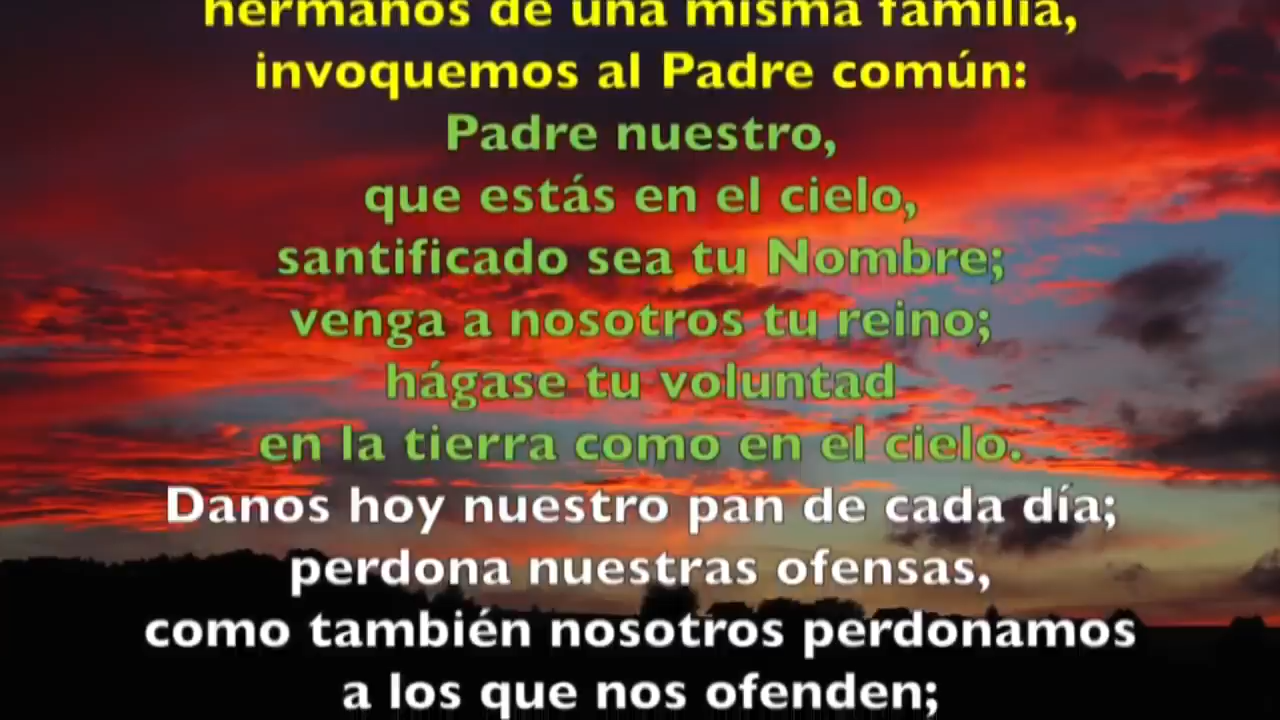 hermanos de una misma familia,
invoquemos al Padre común:
Padre nuestro,
que estás en el cielo,
santificado sea tu Nombre;
venga a nosotros tu reino;
hágase tu voluntad
en la tierra como en el cielo.
Danos hoy nuestro pan de cada día;
perdona nuestras ofensas,
como también nosotros perdonamos
a los que nos ofenden;